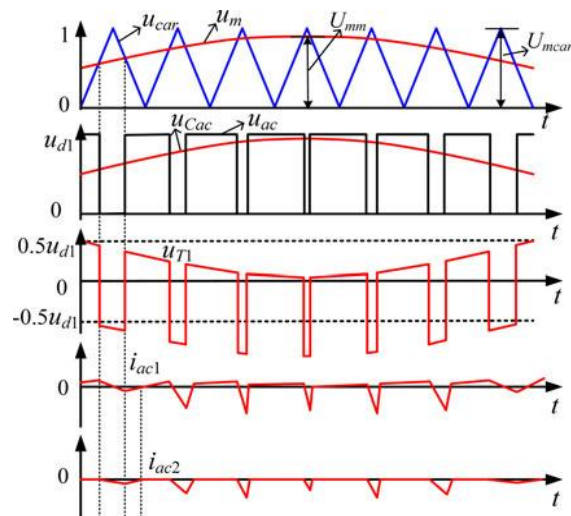 1
u_car
u_m
U_mm
U_mcar
0
t
u_d1
u_Cac
u_ac
0
t
0.5u_d1
u_T1
0
-0.5u_d1
t
i_ac1
0
t
i_ac2
0
t